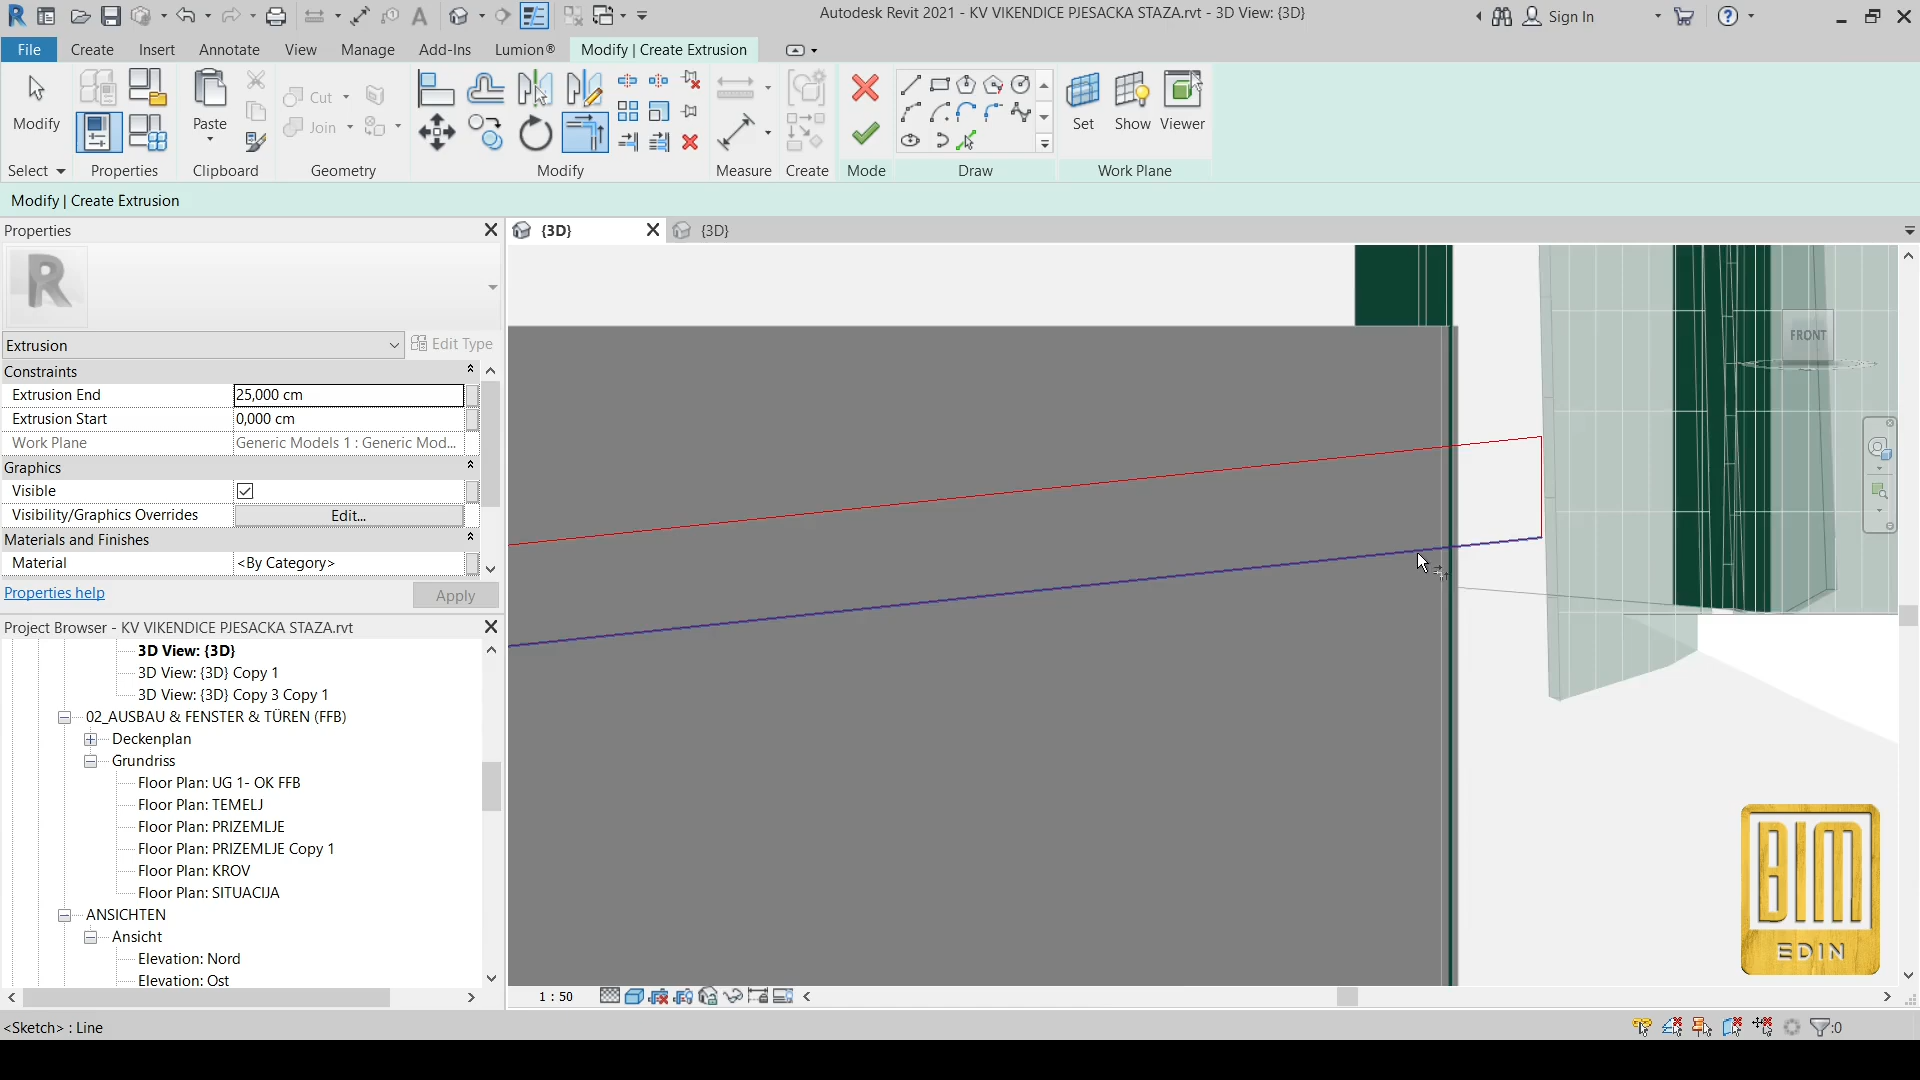 Autodesk Revit 2021 - KV VIKENDICE PJESACKA STAZA.rvt - 3D View: {3D}
Sign In
File
Create
Insert
Annotate
View
Manage
Add-Ins
Lumion®
Modify | Create Extrusion
Modify
Paste
Cut
Join
Set
Show
Viewer
Select
Properties
Clipboard
Geometry
Modify
Measure
Create
Mode
Draw
Work Plane
Modify | Create Extrusion
Properties
{3D}
{3D}
R
Extrusion
Edit Type
Constraints
Extrusion End
25,000 cm
Extrusion Start
0,000 cm
Work Plane
Generic Models 1 : Generic Mod...
Graphics
Visible
Visibility/Graphics Overrides
Edit...
Materials and Finishes
Material
<By Category>
Properties help
Apply
Project Browser - KV VIKENDICE PJESACKA STAZA.rvt
3D View: {3D}
3D View: {3D} Copy 1
3D View: {3D} Copy 3 Copy 1
02_AUSBAU & FENSTER & TÜREN (FFB)
Deckenplan
Grundriss
Floor Plan: UG 1- OK FFB
Floor Plan: TEMELJ
Floor Plan: PRIZEMLJE
Floor Plan: PRIZEMLJE Copy 1
Floor Plan: KROV
Floor Plan: SITUACIJA
ANSICHTEN
Ansicht
Elevation: Nord
Elevation: Ost
FRONT
BIM
EDIN
1 : 50
<Sketch> : Line
:0